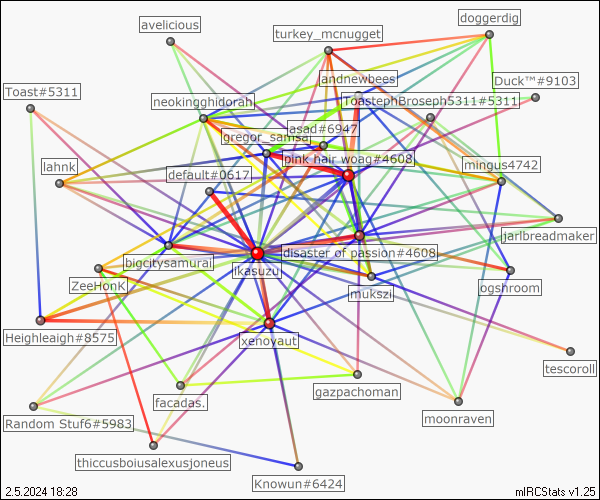 avelicious
doggerdig
turkey_mcnugget
andnewbees
Duck™#9103
Toast#5311
neokingghidorah
ToastephBroseph5311#5311
gregor_samsa
asad#6947
lahnk
pink hair woag#4608
mingus4742
default#0617
jarlbreadmaker
bigcitysamurai
disaster of passion#4608
ikasuzu
ZeeHonK
mukszi
ogshroom
Heighleaigh#8575
xenoyaut
tescoroll
facadas.
gazpachoman
moonraven
Random Stuf6#5983
thiccusboiusalexusjoneus
Knowun#6424
2.5.2024 18:28
mIRCStats v1.25